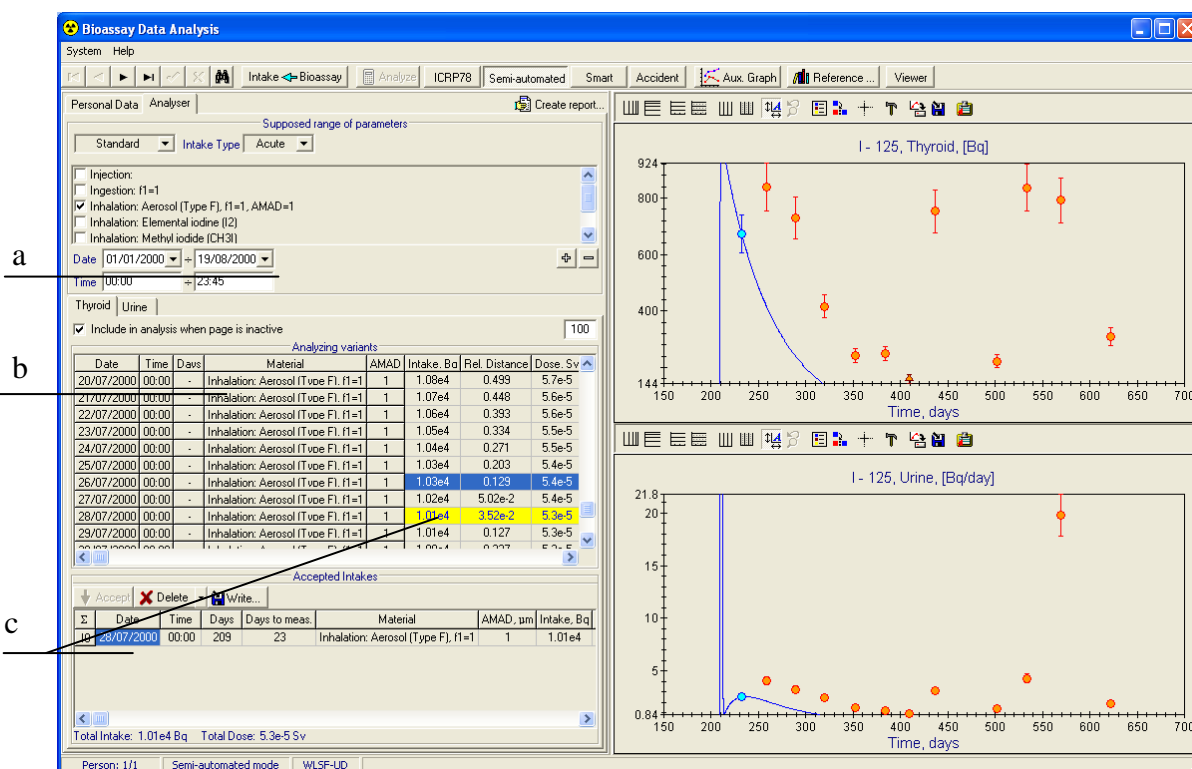 Bioassay Data Analysis
System Help
Intake Bioassay Analyze ICRP78 Semi-automated Smart Accident Aux. Graph Reference ... Viewer
Personal Data Analyser Create report...
Supposed range of parameters
Standard Intake Type Acute
Injection:
Ingestion: f1=1
Inhalation: Aerosol (Type F), f1=1, AMAD=1
Inhalation: Elemental iodine (I2)
Inhalation: Methyl iodide (CH3I)
a
Date 01/01/2000 ÷ 19/08/2000
Time 00:00 ÷ 23:45
Thyroid Urine
Include in analysis when page is inactive 100
Analyzing variants
b
Date Time Days Material AMAD Intake. Bq Rel. Distance Dose. Sv
20/07/2000 00:00 - Inhalation: Aerosol (Type F). f1=1 1 1.08e4 0.499 5.7e-5
21/07/2000 00:00 - Inhalation: Aerosol (Type F). f1=1 1 1.07e4 0.448 5.6e-5
22/07/2000 00:00 - Inhalation: Aerosol (Type F). f1=1 1 1.06e4 0.393 5.6e-5
23/07/2000 00:00 - Inhalation: Aerosol (Type F). f1=1 1 1.05e4 0.334 5.5e-5
24/07/2000 00:00 - Inhalation: Aerosol (Type F). f1=1 1 1.04e4 0.271 5.5e-5
25/07/2000 00:00 - Inhalation: Aerosol (Type F). f1=1 1 1.03e4 0.203 5.4e-5
26/07/2000 00:00 - Inhalation: Aerosol (Type F). f1=1 1 1.03e4 0.129 5.4e-5
27/07/2000 00:00 - Inhalation: Aerosol (Type F). f1=1 1 1.02e4 5.02e-2 5.4e-5
28/07/2000 00:00 - Inhalation: Aerosol (Type F). f1=1 1 1.01e4 3.52e-2 5.3e-5
29/07/2000 00:00 - Inhalation: Aerosol (Type F). f1=1 1 1.01e4 0.127 5.3e-5
Accepted Intakes
Accept Delete Write...
c
Σ Date Time Days Days to meas. Material AMAD, µm Intake, Bq
28/07/2000 00:00 209 23 Inhalation: Aerosol (Type F), f1=1 1 1.01e4
Total Intake: 1.01e4 Bq Total Dose: 5.3e-5 Sv
Person: 1/1 Semi-automated mode WLSF-UD
I - 125, Thyroid, [Bq]
924
800
600
400
144
150 200 250 300 350 400 450 500 550 600 650 700
Time, days
I - 125, Urine, [Bq/day]
21.8
20
15
10
5
0.84
150 200 250 300 350 400 450 500 550 600 650 700
Time, days